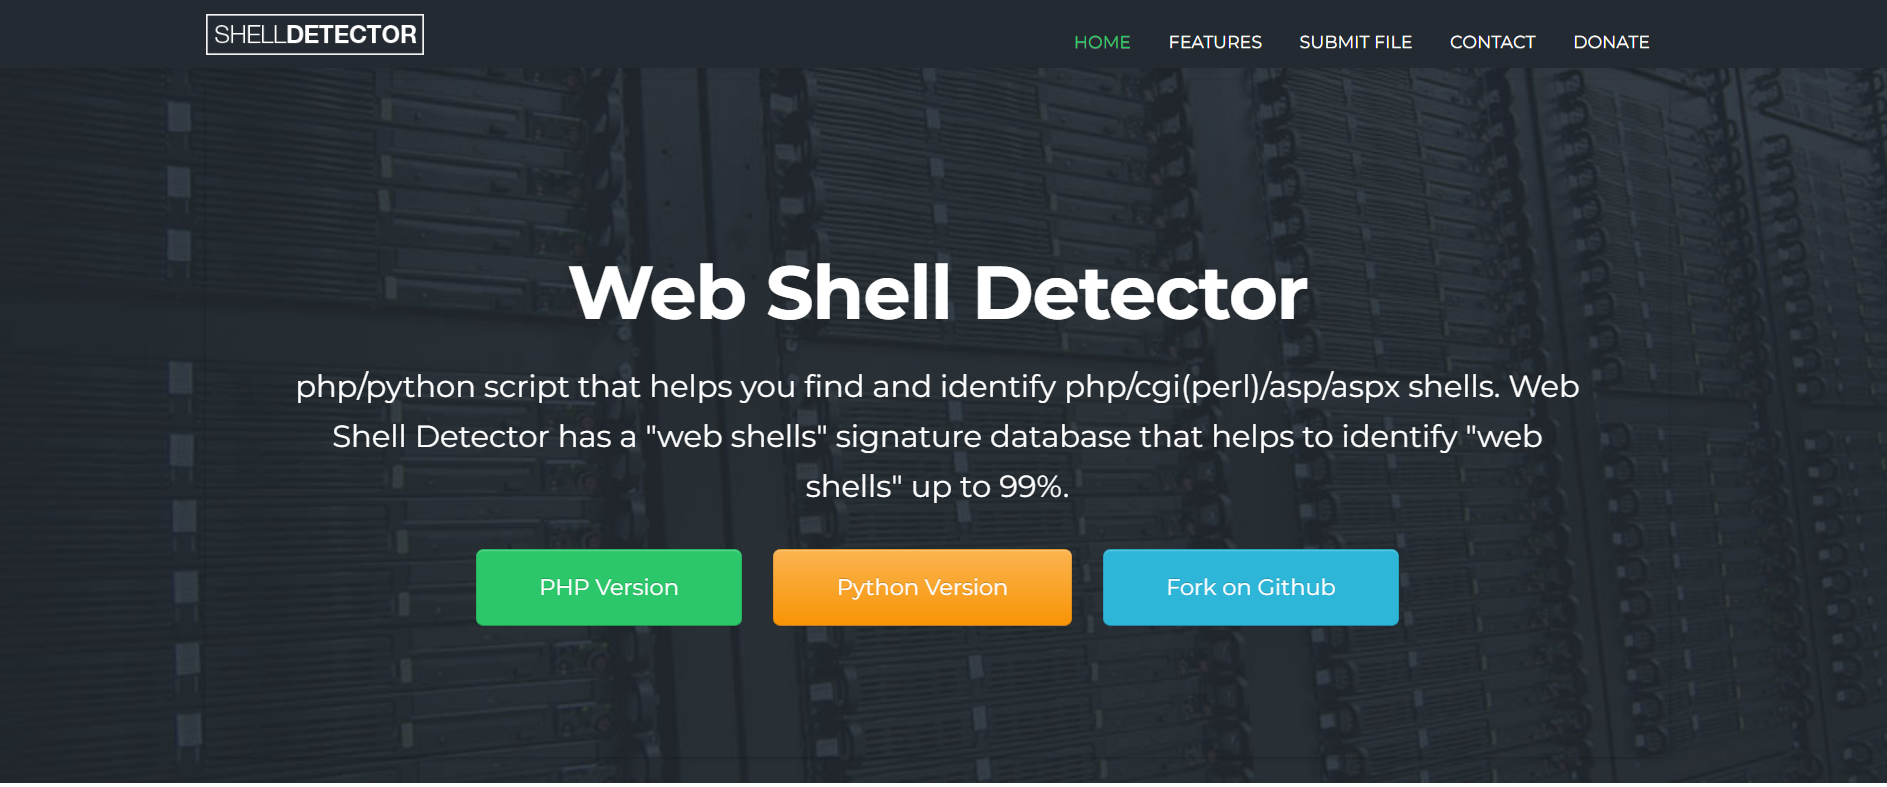 SHELLDETECTOR
HOME FEATURES SUBMIT FILE CONTACT DONATE
Web Shell Detector
php/python script that helps you find and identify php/cgi(perl)/asp/aspx shells. Web
Shell Detector has a "web shells" signature database that helps to identify "web
shells" up to 99%.
PHP Version Python Version Fork on Github